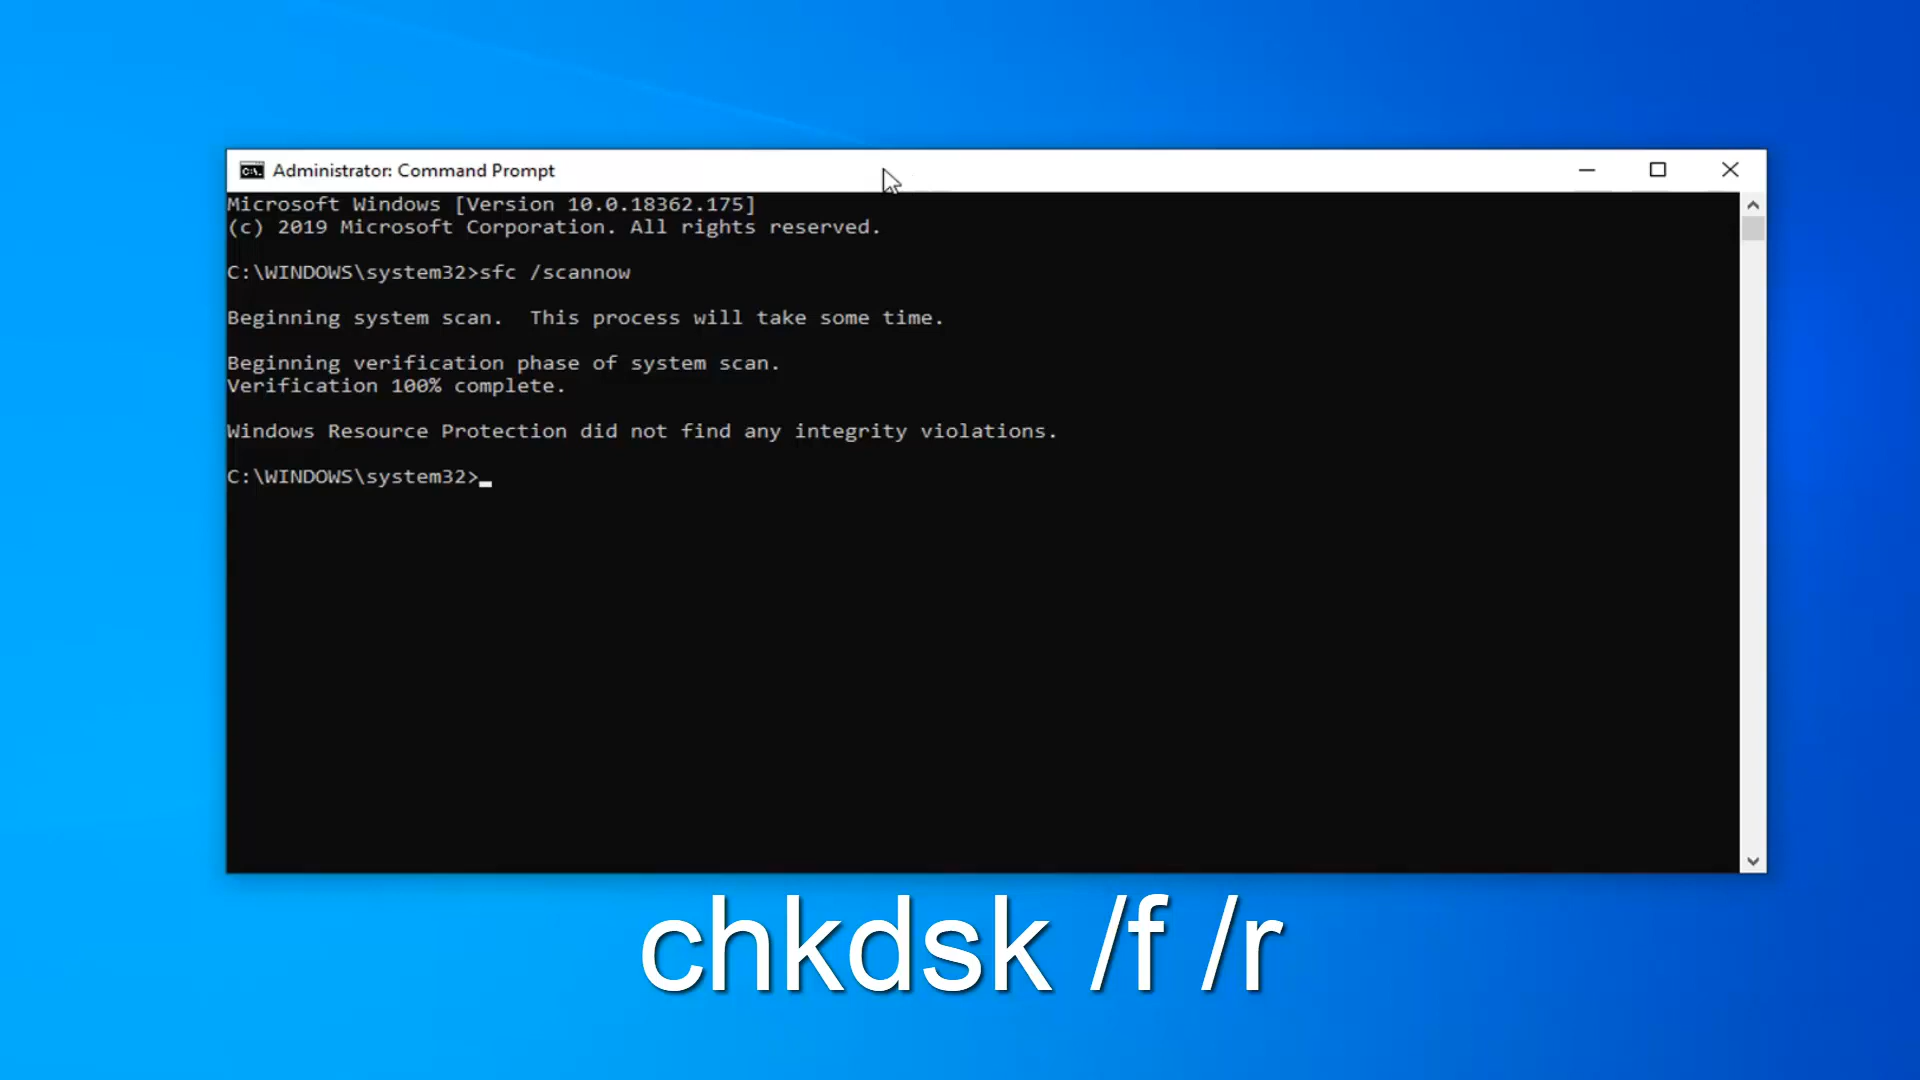 Administrator: Command Prompt
Microsoft Windows [Version 10.0.18362.175]
(c) 2019 Microsoft Corporation. All rights reserved.
C:\WINDOWS\system32>sfc /scannow
Beginning system scan.  This process will take some time.
Beginning verification phase of system scan.
Verification 100% complete.
Windows Resource Protection did not find any integrity violations.
C:\WINDOWS\system32>
chkdsk /f /r